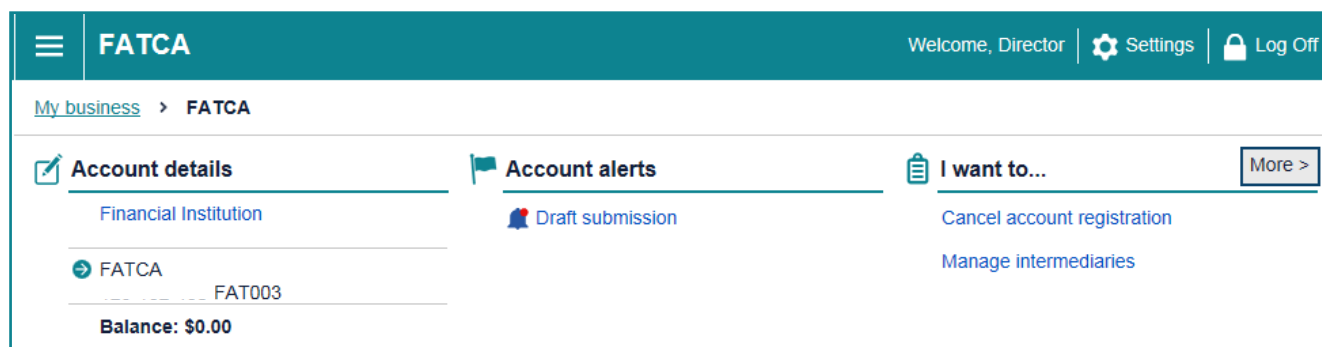 FATCA
Welcome, Director
Settings
Log Off
My business > FATCA
Account details
Financial Institution
FATCA
FAT003
Balance: $0.00
Account alerts
Draft submission
I want to...
More >
Cancel account registration
Manage intermediaries